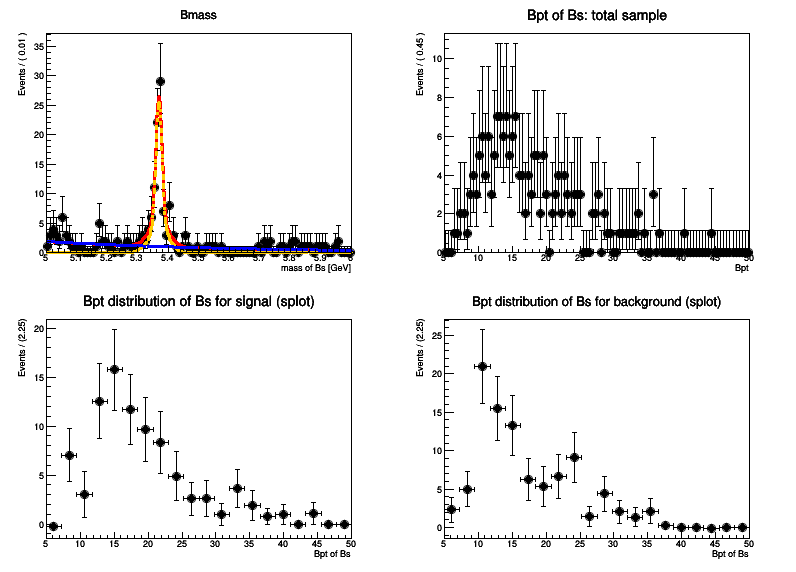 Bmass
Events / ( 0.01 )
35
30
25
20
15
10
5
0
5 5.1 5.2 5.3 5.4 5.5 5.6 5.7 5.8 5.9 6
mass of Bs [GeV]
Bpt of Bs: total sample
Events / ( 0.45 )
10
8
6
4
2
0
5 10 15 20 25 30 35 40 45 50
Bpt
Bpt distribution of Bs for signal (splot)
Events / (2.25)
20
15
10
5
0
5 10 15 20 25 30 35 40 45 50
Bpt of Bs
Bpt distribution of Bs for background (splot)
Events / (2.25)
25
20
15
10
5
0
5 10 15 20 25 30 35 40 45 50
Bpt of Bs